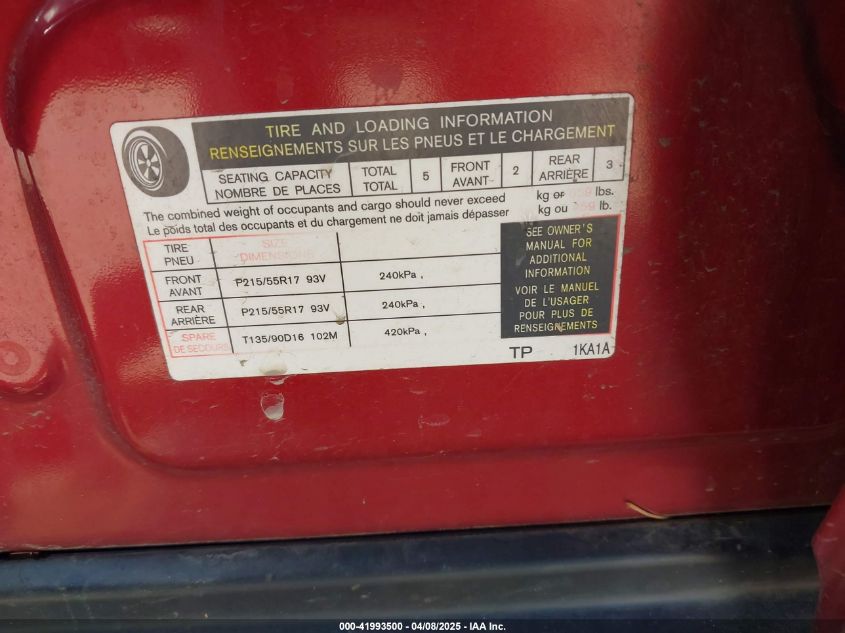 TIRE AND LOADING INFORMATION
RENSEIGNEMENTS SUR LES PNEUS ET LE CHARGEMENT
SEATING CAPACITY
NOMBRE DE PLACES
TOTAL
TOTAL
5
FRONT
AVANT
2
REAR
ARRIÈRE
3
The combined weight of occupants and cargo should never exceed kg or lbs.
Le poids total des occupants et du chargement ne doit jamais dépasser kg ou lb.
TIRE
PNEU
SIZE
DIMENSIONS
FRONT
AVANT
P215/55R17 93V
240kPa ,
REAR
ARRIÈRE
P215/55R17 93V
240kPa ,
SPARE
DE SECOURS
T135/90D16 102M
420kPa ,
SEE OWNER'S
MANUAL FOR
ADDITIONAL
INFORMATION
VOIR LE MANUEL
DE L'USAGER
POUR PLUS DE
RENSEIGNEMENTS
TP 1KA1A
000-41993500 - 04/08/2025 - IAA Inc.